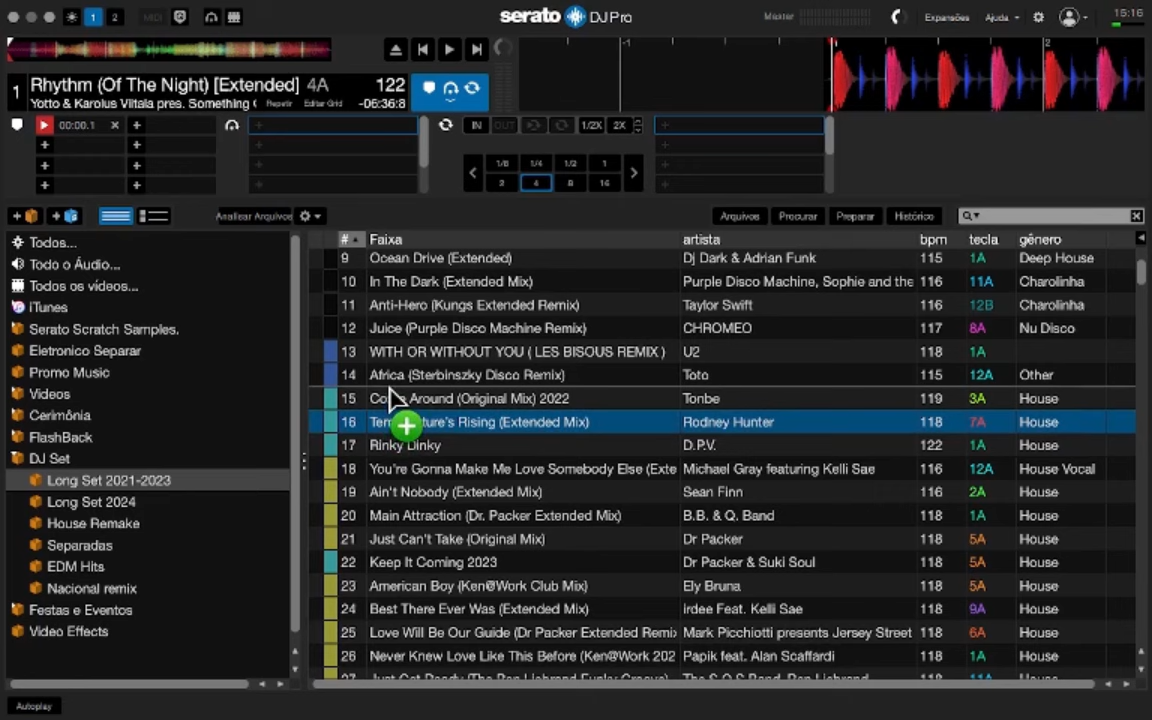 1 2 MIDI serato DJ Pro Master Expansões Ajuda 15:16
1 Rhythm (Of The Night) [Extended] 4A 122
Yotto & Karolus Viitala pres. Something ( Repetir Editar Grid -06:36:8
-1 1 2
00:00.1 IN OUT 1/2X 2X
1/8 1/4 1/2 1
2 4 8 16
Analisar Arquivos Arquivos Procurar Preparar Histórico
# Faixa artista bpm tecla gênero
Todos...
Todo o Áudio...
Todos os vídeos...
iTunes
Serato Scratch Samples.
Eletronico Separar
Promo Music
Videos
Cerimônia
FlashBack
DJ Set
Long Set 2021-2023
Long Set 2024
House Remake
Separadas
EDM Hits
Nacional remix
Festas e Eventos
Video Effects
9 Ocean Drive (Extended) Dj Dark & Adrian Funk 115 1A Deep House
10 In The Dark (Extended Mix) Purple Disco Machine, Sophie and the 116 11A Charolinha
11 Anti-Hero (Kungs Extended Remix) Taylor Swift 116 12B Charolinha
12 Juice (Purple Disco Machine Remix) CHROMEO 117 8A Nu Disco
13 WITH OR WITHOUT YOU ( LES BISOUS REMIX ) U2 118 1A
14 Africa (Sterbinszky Disco Remix) Toto 115 12A Other
15 Co Around (Original Mix) 2022 Tonbe 119 3A House
16 Tem ture's Rising (Extended Mix) Rodney Hunter 118 7A House
17 Rinky Dinky D.P.V. 122 1A House
18 You're Gonna Make Me Love Somebody Else (Exte Michael Gray featuring Kelli Sae 116 12A House Vocal
19 Ain't Nobody (Extended Mix) Sean Finn 116 2A House
20 Main Attraction (Dr. Packer Extended Mix) B.B. & Q. Band 118 1A House
21 Just Can't Take (Original Mix) Dr Packer 118 5A House
22 Keep It Coming 2023 Dr Packer & Suki Soul 118 5A House
23 American Boy (Ken@Work Club Mix) Ely Bruna 118 5A House
24 Best There Ever Was (Extended Mix) irdee Feat. Kelli Sae 118 9A House
25 Love Will Be Our Guide (Dr Packer Extended Remix Mark Picchiotti presents Jersey Street 118 6A House
26 Never Knew Love Like This Before (Ken@Work 202 Papik feat. Alan Scaffardi 118 1A House
Autoplay